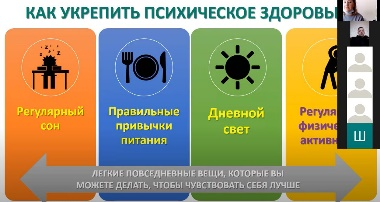 КАК УКРЕПИТЬ ПСИХИЧЕСКОЕ ЗДОРОВЬ
Регулярный
сон
Правильные
привычки
питания
Дневной
свет
Регуля
физиче
активн
Ш
ЛЕГКИЕ ПОВСЕДНЕВНЫЕ ВЕЩИ, КОТОРЫЕ ВЫ
МОЖЕТЕ ДЕЛАТЬ, ЧТОБЫ ЧУВСТВОВАТЬ СЕБЯ ЛУЧШЕ